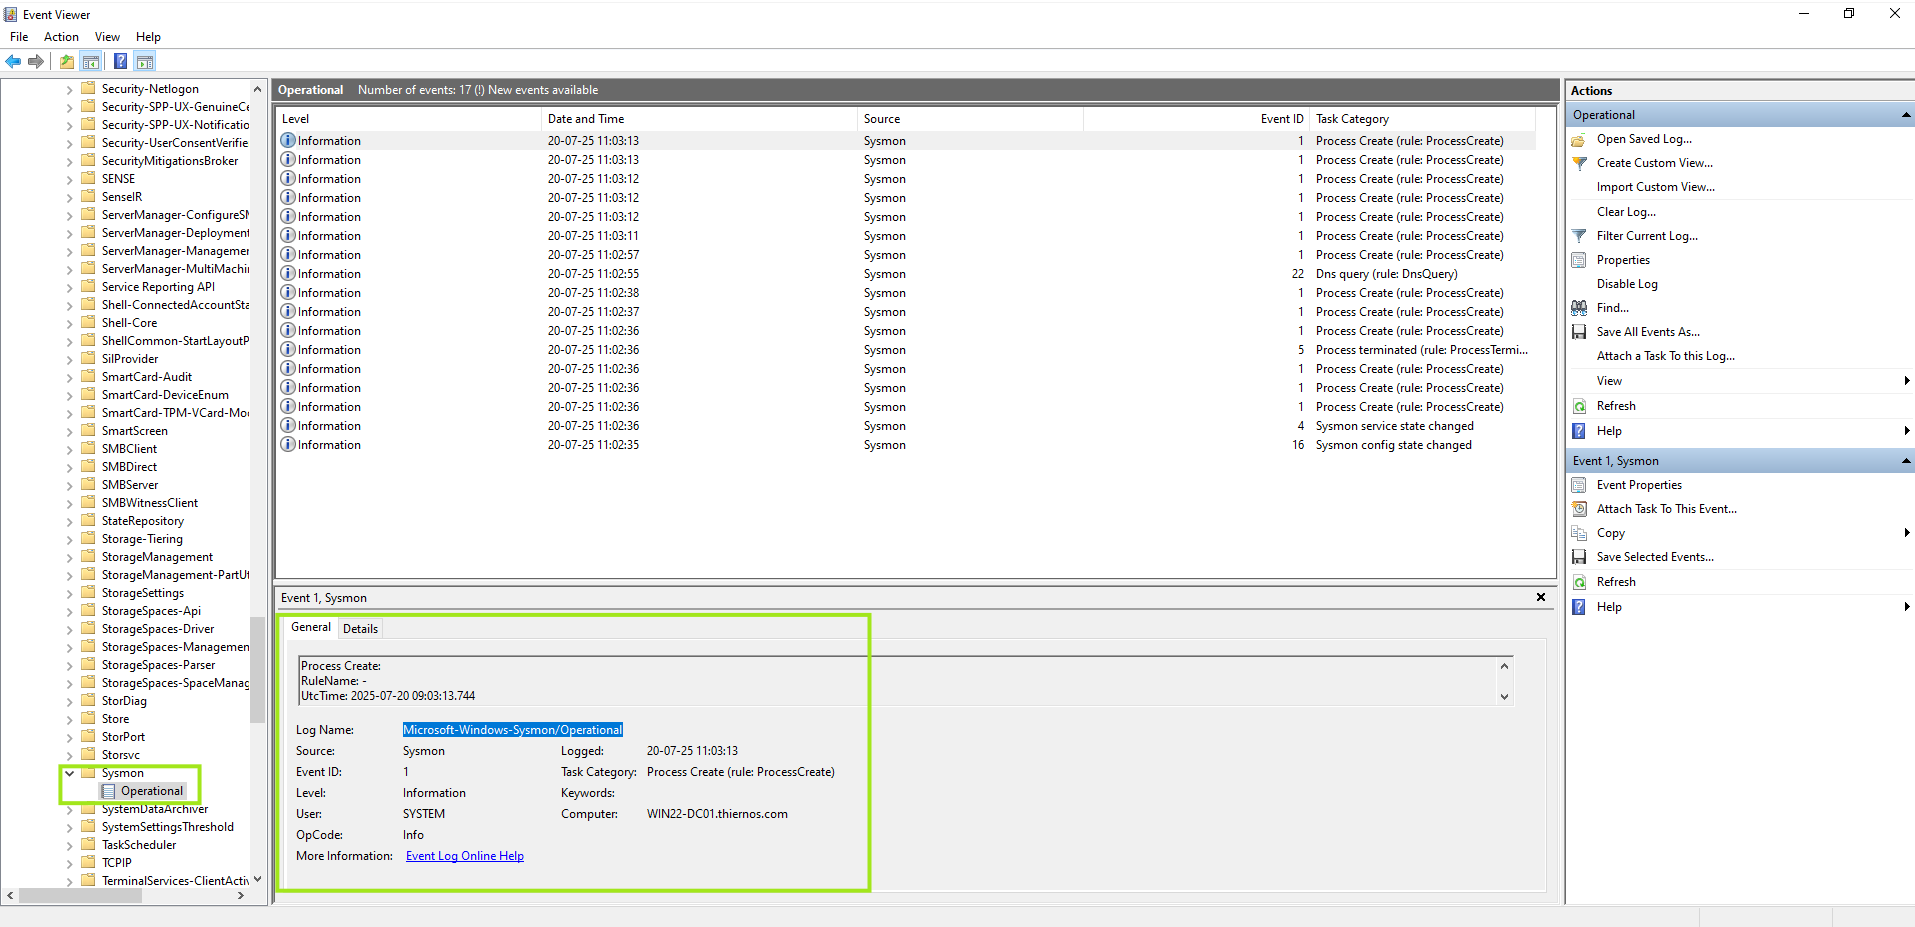 Event Viewer
File Action View Help
Security-Netlogon
Security-SPP-UX-GenuineCe
Security-SPP-UX-Notificatio
Security-UserConsentVerifie
SecurityMitigationsBroker
SENSE
SenseIR
ServerManager-ConfigureSM
ServerManager-Deployment
ServerManager-Managemen
ServerManager-MultiMachin
Service Reporting API
Shell-ConnectedAccountSta
Shell-Core
ShellCommon-StartLayoutP
SilProvider
SmartCard-Audit
SmartCard-DeviceEnum
SmartCard-TPM-VCard-Mod
SmartScreen
SMBClient
SMBDirect
SMBServer
SMBWitnessClient
StateRepository
Storage-Tiering
StorageManagement
StorageManagement-PartUt
StorageSettings
StorageSpaces-Api
StorageSpaces-Driver
StorageSpaces-Managemen
StorageSpaces-Parser
StorageSpaces-SpaceManag
StorDiag
Store
StorPort
Storsvc
Sysmon
Operational
SystemDataArchiver
SystemSettingsThreshold
TaskScheduler
TCPIP
TerminalServices-ClientActiv
Operational Number of events: 17 (!) New events available
Level Date and Time Source Event ID Task Category
Information 20-07-25 11:03:13 Sysmon 1 Process Create (rule: ProcessCreate)
Information 20-07-25 11:03:13 Sysmon 1 Process Create (rule: ProcessCreate)
Information 20-07-25 11:03:12 Sysmon 1 Process Create (rule: ProcessCreate)
Information 20-07-25 11:03:12 Sysmon 1 Process Create (rule: ProcessCreate)
Information 20-07-25 11:03:12 Sysmon 1 Process Create (rule: ProcessCreate)
Information 20-07-25 11:03:11 Sysmon 1 Process Create (rule: ProcessCreate)
Information 20-07-25 11:02:57 Sysmon 1 Process Create (rule: ProcessCreate)
Information 20-07-25 11:02:55 Sysmon 22 Dns query (rule: DnsQuery)
Information 20-07-25 11:02:38 Sysmon 1 Process Create (rule: ProcessCreate)
Information 20-07-25 11:02:37 Sysmon 1 Process Create (rule: ProcessCreate)
Information 20-07-25 11:02:36 Sysmon 1 Process Create (rule: ProcessCreate)
Information 20-07-25 11:02:36 Sysmon 5 Process terminated (rule: ProcessTermi...
Information 20-07-25 11:02:36 Sysmon 1 Process Create (rule: ProcessCreate)
Information 20-07-25 11:02:36 Sysmon 1 Process Create (rule: ProcessCreate)
Information 20-07-25 11:02:36 Sysmon 1 Process Create (rule: ProcessCreate)
Information 20-07-25 11:02:36 Sysmon 4 Sysmon service state changed
Information 20-07-25 11:02:35 Sysmon 16 Sysmon config state changed
Event 1, Sysmon
General Details
Process Create:
RuleName: -
UtcTime: 2025-07-20 09:03:13.744
Log Name: Microsoft-Windows-Sysmon/Operational
Source: Sysmon Logged: 20-07-25 11:03:13
Event ID: 1 Task Category: Process Create (rule: ProcessCreate)
Level: Information Keywords:
User: SYSTEM Computer: WIN22-DC01.thiernos.com
OpCode: Info
More Information: Event Log Online Help
Actions
Operational
Open Saved Log...
Create Custom View...
Import Custom View...
Clear Log...
Filter Current Log...
Properties
Disable Log
Find...
Save All Events As...
Attach a Task To this Log...
View
Refresh
Help
Event 1, Sysmon
Event Properties
Attach Task To This Event...
Copy
Save Selected Events...
Refresh
Help